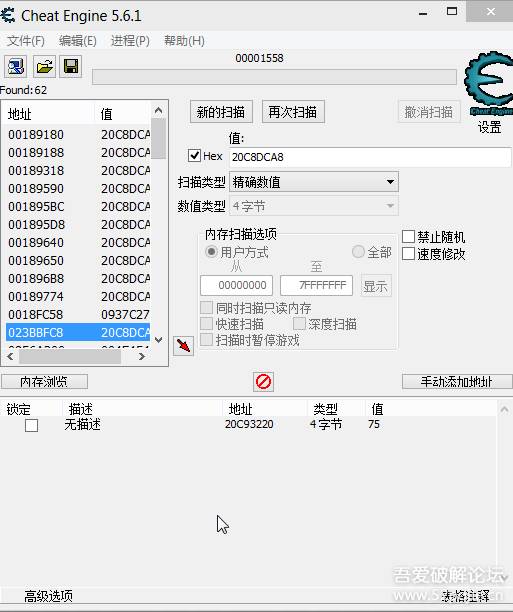 Cheat Engine 5.6.1
文件(F) 编辑(E) 进程(P) 帮助(H)
00001558
Found:62
Cheat Engine
设置
地址 值
00189180 20C8DCA
00189188 20C8DCA
00189318 20C8DCA
00189590 20C8DCA
001895BC 20C8DCA
001895D8 20C8DCA
00189640 20C8DCA
00189650 20C8DCA
001896B8 20C8DCA
00189774 20C8DCA
0018FC58 0937C27
023BBFC8 20C8DCA
新的扫描 再次扫描 撤消扫描
值:
Hex 20C8DCA8
扫描类型 精确数值
数值类型 4 字节
内存扫描选项
用户方式 全部
从 至
00000000 7FFFFFFF 显示
同时扫描只读内存
快速扫描 深度扫描
扫描时暂停游戏
禁止随机
速度修改
内存浏览 手动添加地址
锁定 描述 地址 类型 值
无描述 20C93220 4 字节 75
吾爱破解论坛
高级选项 表格注释